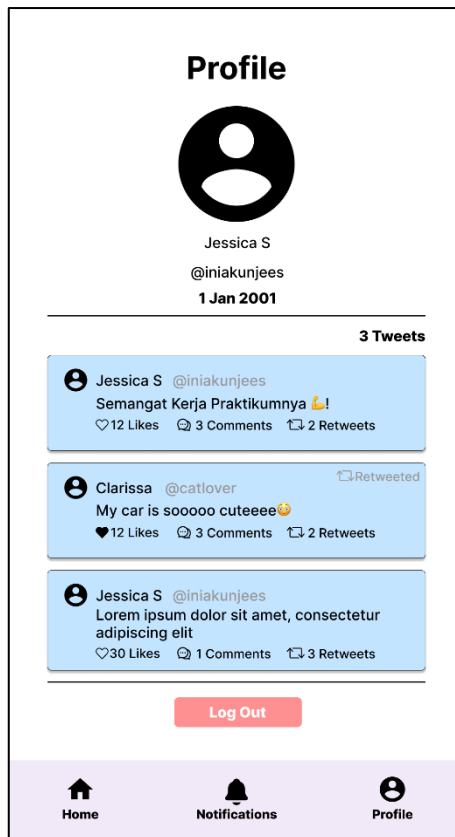 Profile
Jessica S
@iniakunjees
1 Jan 2001
3 Tweets
Jessica S @iniakunjees
Semangat Kerja Praktikumnya 💪!
12 Likes 3 Comments 2 Retweets
Retweeted
Clarissa @catlover
My car is sooooo cuteeee😳
12 Likes 3 Comments 2 Retweets
Jessica S @iniakunjees
Lorem ipsum dolor sit amet, consectetur
adipiscing elit
30 Likes 1 Comments 3 Retweets
Log Out
Home Notifications Profile